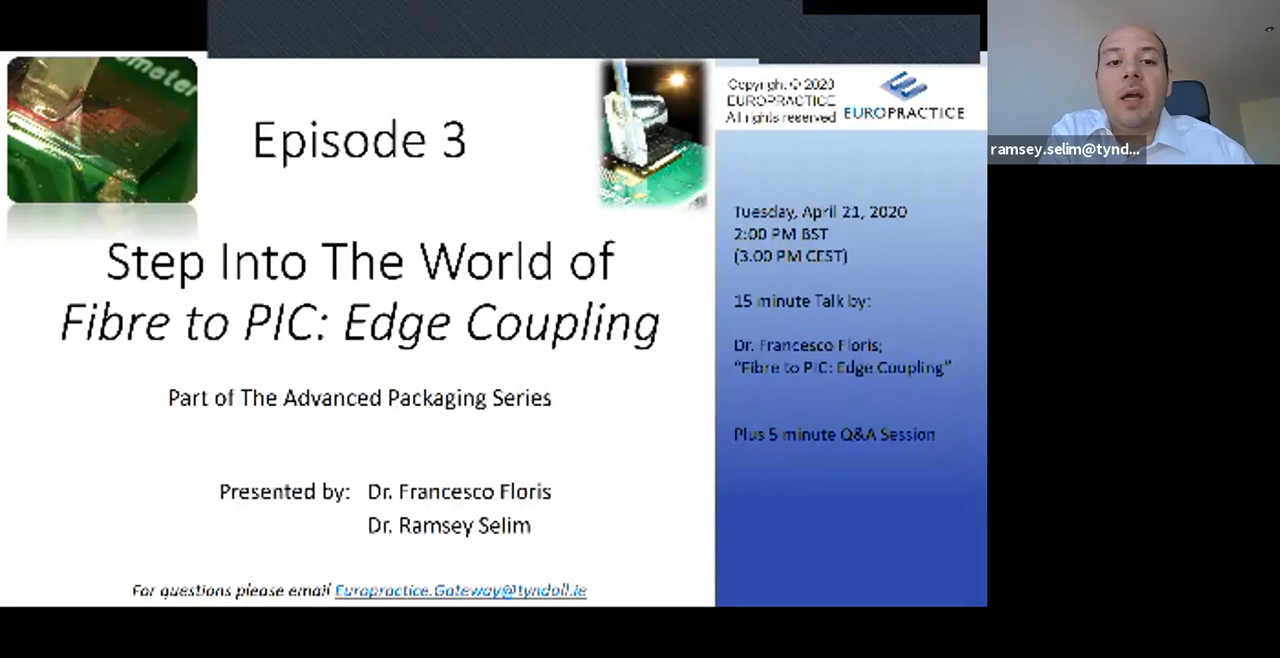 ometer
Episode 3
Step Into The World of
Fibre to PIC: Edge Coupling
Part of The Advanced Packaging Series
Presented by: Dr. Francesco Floris
Dr. Ramsey Selim
For questions please email Europractice.Gateway@tyndall.ie
Copyright © 2020
EUROPRACTICE
All rights reserved
EUROPRACTICE
Tuesday, April 21, 2020
2:00 PM BST
(3.00 PM CEST)
15 minute Talk by:
Dr. Francesco Floris;
“Fibre to PIC: Edge Coupling”
Plus 5 minute Q&A Session
ramsey.selim@tynd...